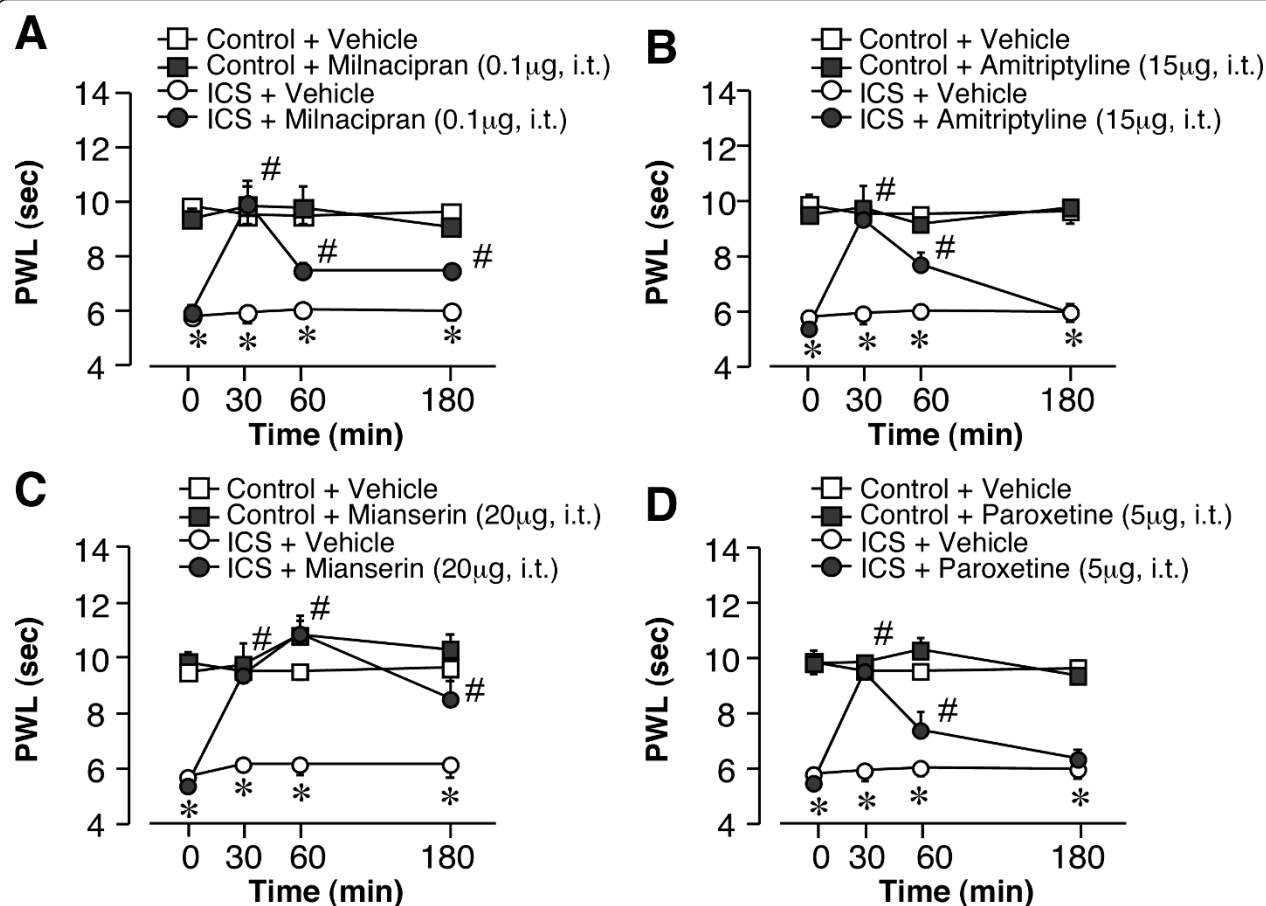 A
Control + Vehicle
Control + Milnacipran (0.1μg, i.t.)
ICS + Vehicle
ICS + Milnacipran (0.1μg, i.t.)
14
12
10
8
6
4
PWL (sec)
#
#
#
*
*
*
*
0 30 60 180
Time (min)
B
Control + Vehicle
Control + Amitriptyline (15μg, i.t.)
ICS + Vehicle
ICS + Amitriptyline (15μg, i.t.)
14
12
10
8
6
4
PWL (sec)
#
#
*
*
*
*
0 30 60 180
Time (min)
C
Control + Vehicle
Control + Mianserin (20μg, i.t.)
ICS + Vehicle
ICS + Mianserin (20μg, i.t.)
14
12
10
8
6
4
PWL (sec)
#
#
#
*
*
*
*
0 30 60 180
Time (min)
D
Control + Vehicle
Control + Paroxetine (5μg, i.t.)
ICS + Vehicle
ICS + Paroxetine (5μg, i.t.)
14
12
10
8
6
4
PWL (sec)
#
#
*
*
*
*
0 30 60 180
Time (min)